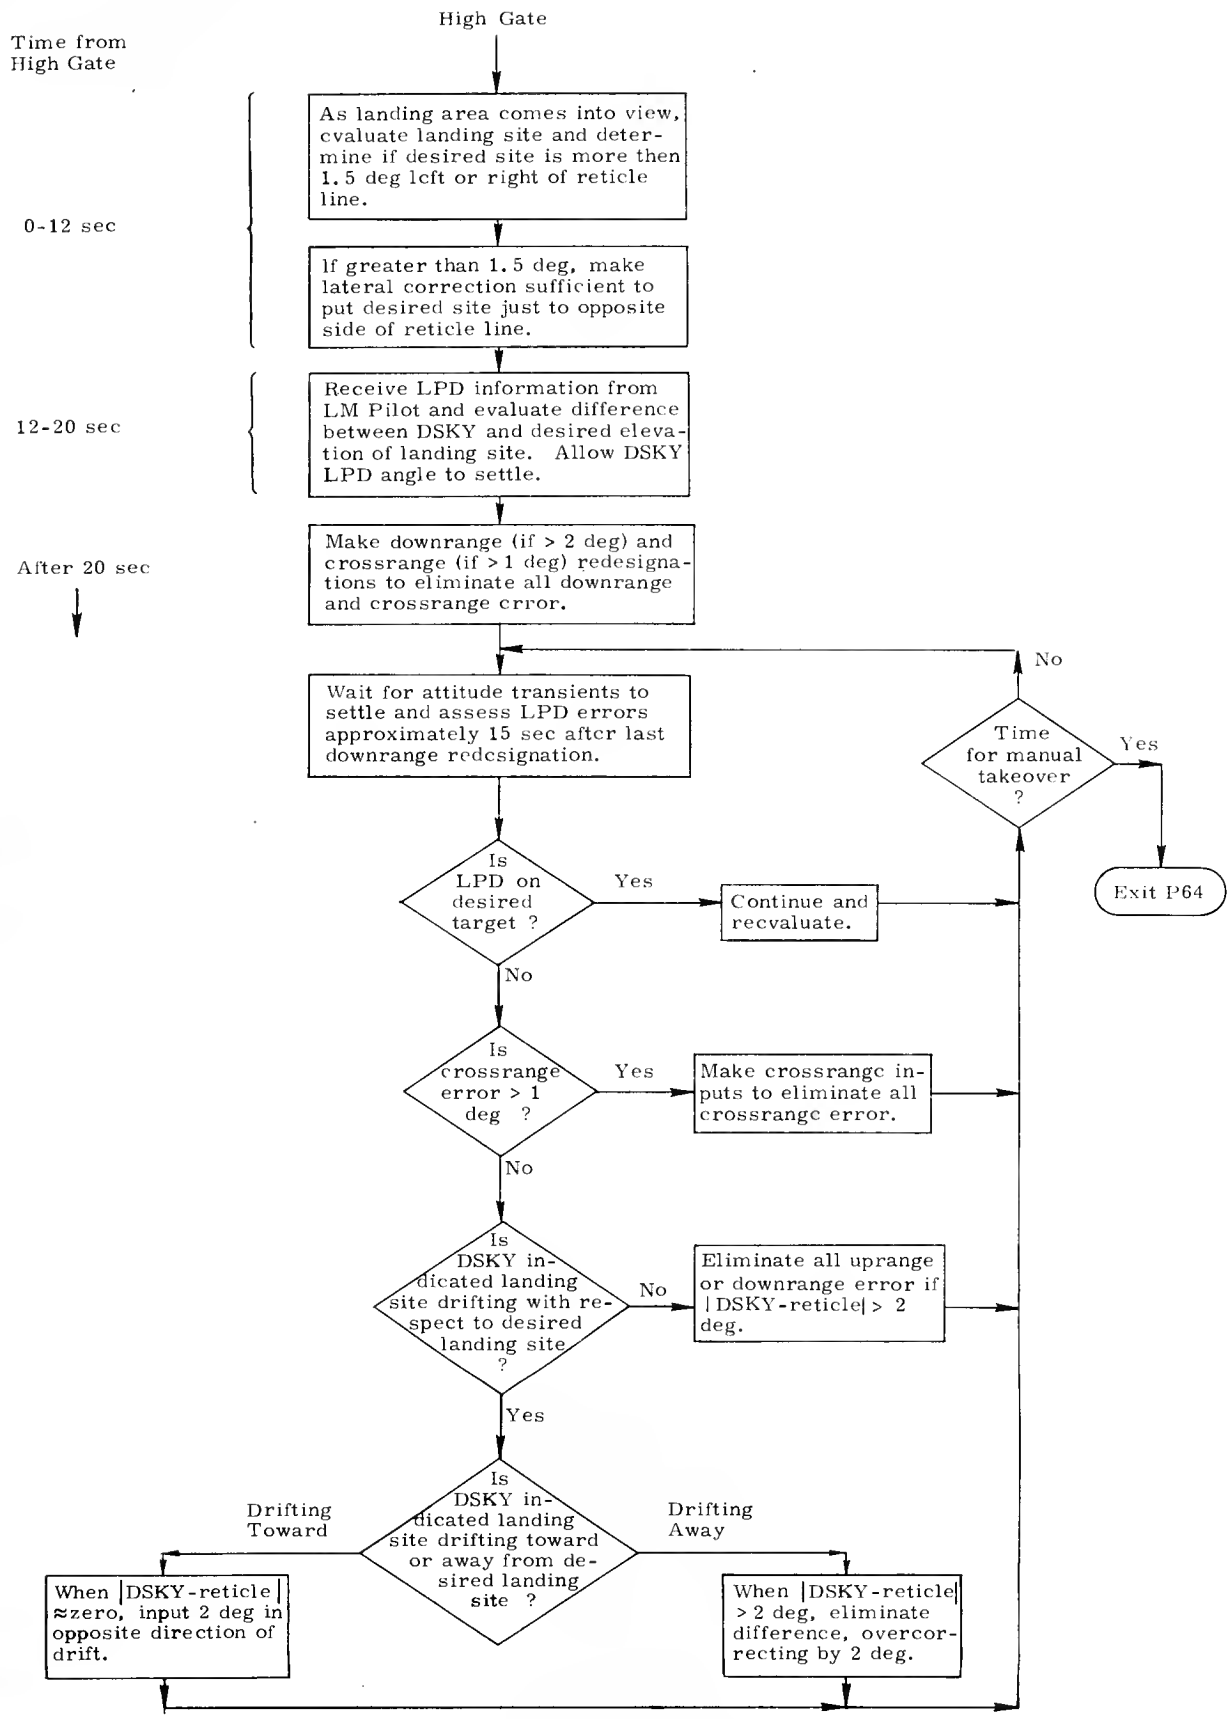 High Gate
Time from
High Gate
0-12 sec
As landing area comes into view,
evaluate landing site and deter-
mine if desired site is more then
1.5 deg left or right of reticle
line.
If greater than 1.5 deg, make
lateral correction sufficient to
put desired site just to opposite
side of reticle line.
12-20 sec
Receive LPD information from
LM Pilot and evaluate difference
between DSKY and desired eleva-
tion of landing site. Allow DSKY
LPD angle to settle.
After 20 sec
Make downrange (if > 2 deg) and
crossrange (if > 1 deg) redesigna-
tions to eliminate all downrange
and crossrange error.
Wait for attitude transients to
settle and assess LPD errors
approximately 15 sec after last
downrange redesignation.
No
Time
for manual
takeover
?
Yes
Exit P64
Is
LPD on
desired
target ?
Yes
Continue and
reevaluate.
No
Is
crossrange
error > 1
deg ?
Yes
Make crossrange in-
puts to eliminate all
crossrange error.
No
Is
DSKY in-
dicated landing
site drifting with re-
spect to desired
landing site
?
No
Eliminate all uprange
or downrange error if
|DSKY-reticle| > 2
deg.
Yes
Is
DSKY in-
dicated landing
site drifting toward
or away from de-
sired landing
site ?
Drifting
Toward
Drifting
Away
When |DSKY-reticle|
≈zero, input 2 deg in
opposite direction of
drift.
When |DSKY-reticle|
> 2 deg, eliminate
difference, overcor-
recting by 2 deg.